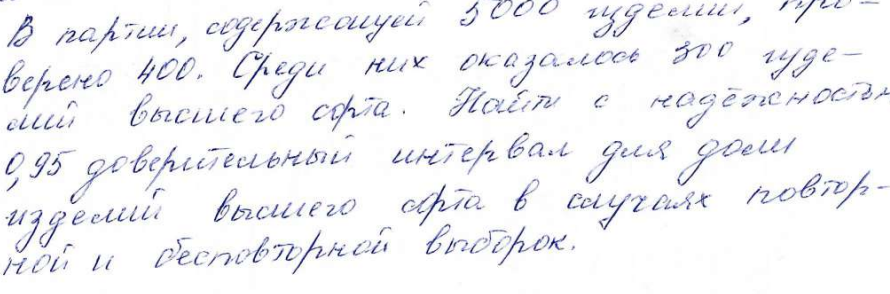 В партии, содержащей 5000 изделий, про-
верено 400. Среди них оказалось 300 изде-
лий высшего сорта. Найти с надёжностью
0,95 доверительный интервал для доли
изделий высшего сорта в случаях повтор-
ной и бесповторной выборок.